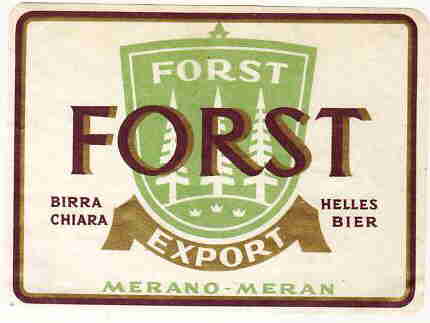 FORST
FORST
BIRRA CHIARA
HELLES BIER
EXPORT
MERANO-MERAN